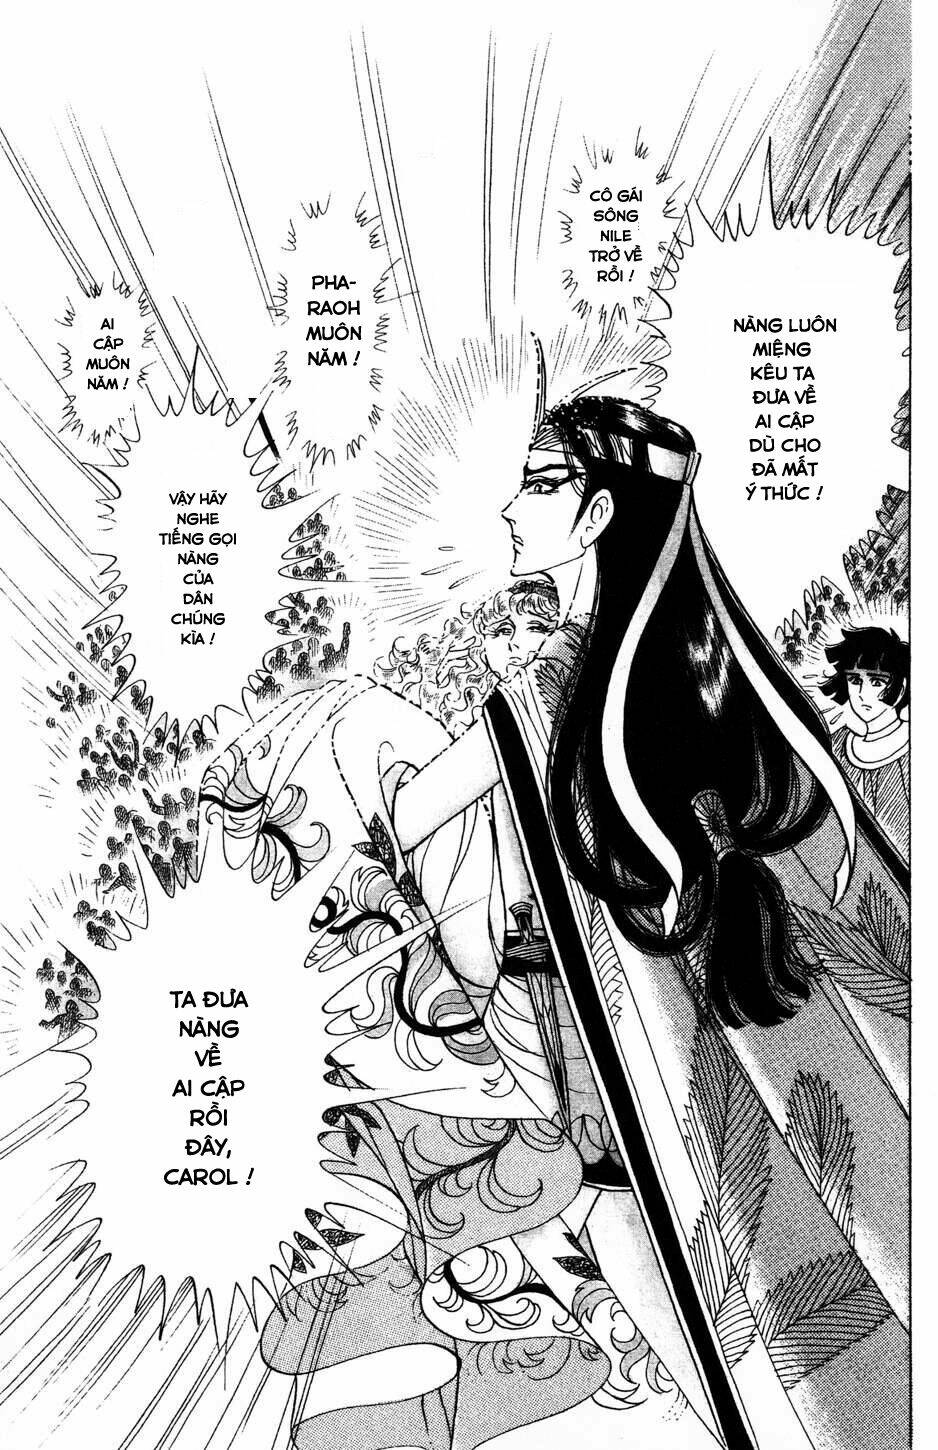 CÔ GÁI
SÔNG
NILE
TRỞ VỀ
RỒI !
NÀNG LUÔN
MIỆNG
KÊU TA
ĐƯA VỀ
AI CẬP
DÙ CHO
ĐÃ MẤT
Ý THỨC !
PHA-
RAOH
MUÔN
NĂM !
AI
CẬP
MUÔN
NĂM !
VẬY HÃY
NGHE
TIẾNG GỌI
NÀNG
CỦA
DÂN
CHÚNG
KÌA !
TA ĐƯA
NÀNG
VỀ
AI CẬP
RỒI
ĐÂY,
CAROL !